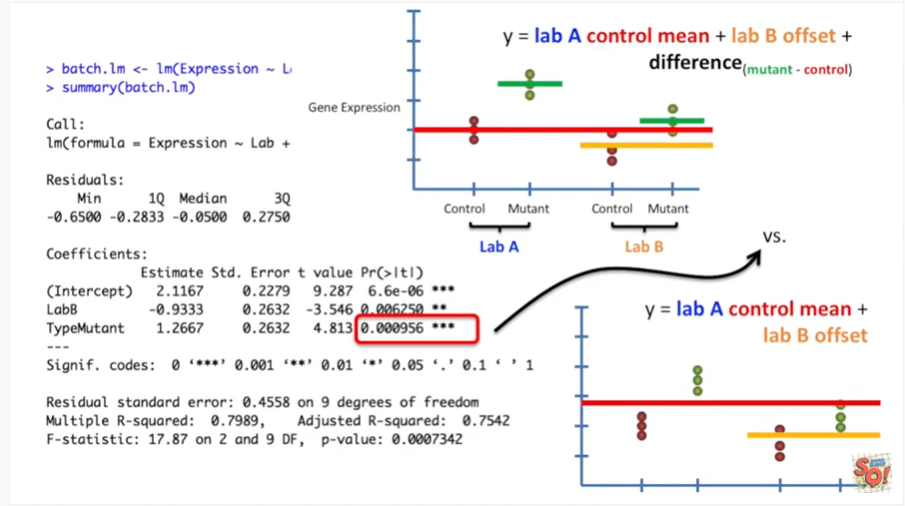 > batch.lm <- lm(Expression ~ L
> summary(batch.lm)
Call:
lm(formula = Expression ~ Lab +
Residuals:
Min 1Q Median 3Q
-0.6500 -0.2833 -0.0500 0.2750
Coefficients:
Estimate Std. Error t value Pr(>|t|)
(Intercept) 2.1167 0.2279 9.287 6.6e-06 ***
LabB -0.9333 0.2632 -3.546 0.006250 **
TypeMutant 1.2667 0.2632 4.813 0.000956 ***
---
Signif. codes: 0 ‘***’ 0.001 ‘**’ 0.01 ‘*’ 0.05 ‘.’ 0.1 ‘ ’ 1
Residual standard error: 0.4558 on 9 degrees of freedom
Multiple R-squared: 0.7989, Adjusted R-squared: 0.7542
F-statistic: 17.87 on 2 and 9 DF, p-value: 0.0007342
y = lab A control mean + lab B offset +
difference(mutant - control)
Gene Expression
Control Mutant Control Mutant
Lab A Lab B
vs.
y = lab A control mean +
lab B offset
SQ!